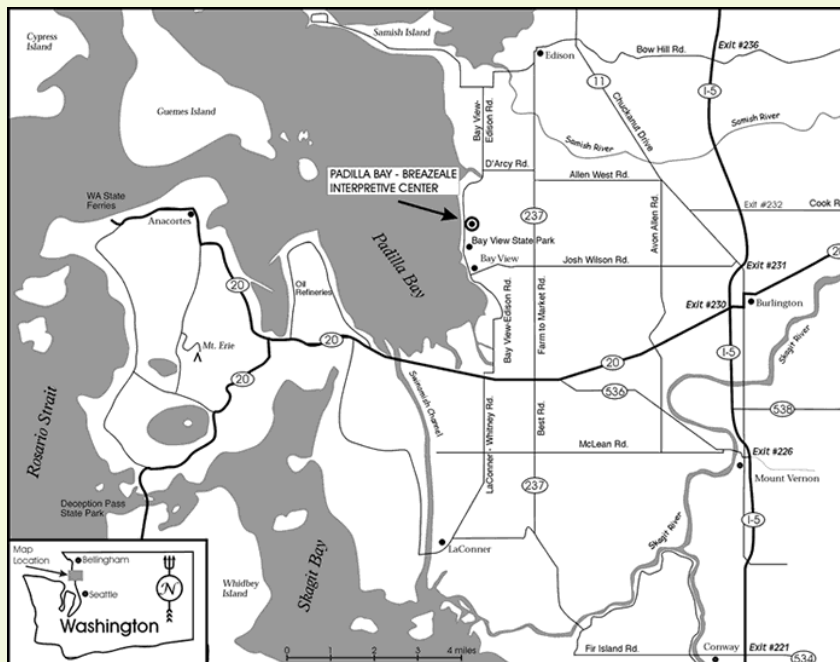 Cypress
Island
Samish Island
Edison
Bow Hill Rd.
Exit #236
Guemes Island
11
I-5
Chuckanut Drive
Bay View-
Edison Rd.
Samish River
Samish River
D'Arcy Rd.
PADILLA BAY - BREAZEALE
INTERPRETIVE CENTER
Allen West Rd.
WA State
Ferries
Anacortes
237
Avon Allen Rd.
Exit #232
Cook R
Padilla Bay
Bay View State Park
Bay View
Josh Wilson Rd.
Exit #231
20
20
Oil
Refineries
Bay View-Edison Rd.
Farm to Market Rd.
Exit #230
Burlington
Skagit River
Mt. Erie
20
20
20
I-5
Swinomish Channel
536
538
Rosario Strait
LaConner - Whitney Rd.
Best Rd.
McLean Rd.
Exit #226
Mount Vernon
237
Deception Pass
State Park
I-5
Skagit River
Map
Location
Bellingham
Seattle
N
Washington
Whidbey
Island
Skagit Bay
LaConner
Fir Island Rd.
Conway
Exit #221
534
0 1 2 4 miles